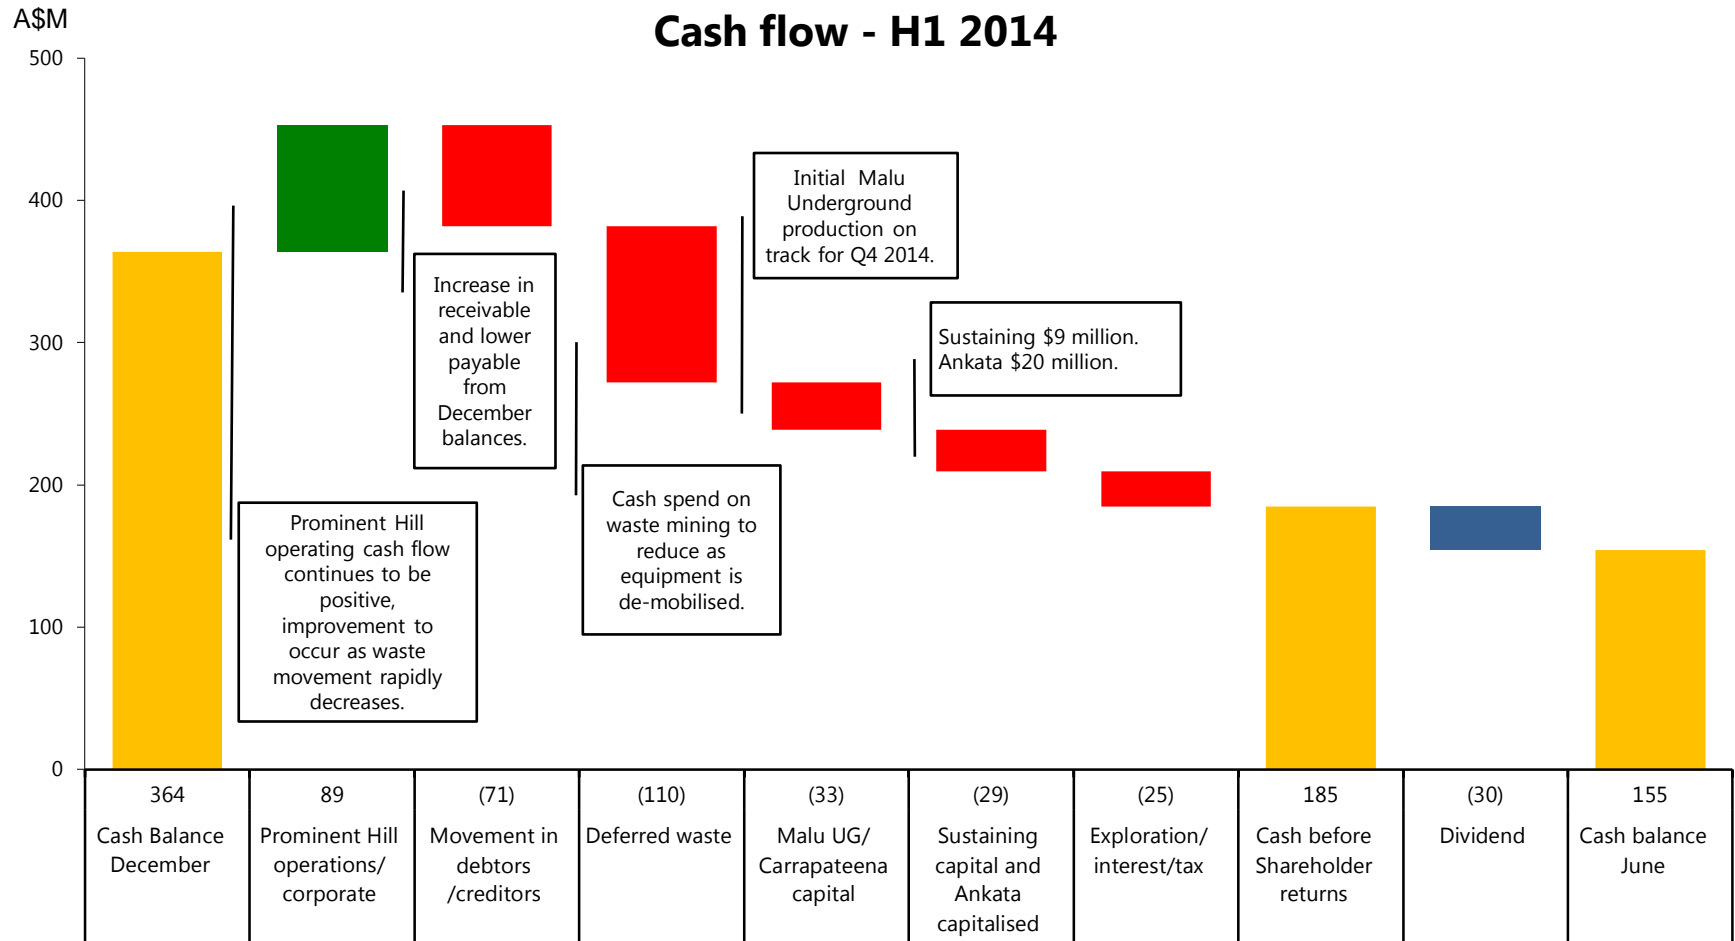 A$M
Cash flow - H1 2014
500
400
300
200
100
0
Prominent Hill
operating cash flow
continues to be
positive,
improvement to
occur as waste
movement rapidly
decreases.
Increase in
receivable
and lower
payable
from
December
balances.
Cash spend on
waste mining to
reduce as
equipment is
de-mobilised.
Initial Malu
Underground
production on
track for Q4 2014.
Sustaining $9 million.
Ankata $20 million.
364
Cash Balance
December
89
Prominent Hill
operations/
corporate
(71)
Movement in
debtors
/creditors
(110)
Deferred waste
(33)
Malu UG/
Carrapateena
capital
(29)
Sustaining
capital and
Ankata
capitalised
(25)
Exploration/
interest/tax
185
Cash before
Shareholder
returns
(30)
Dividend
155
Cash balance
June